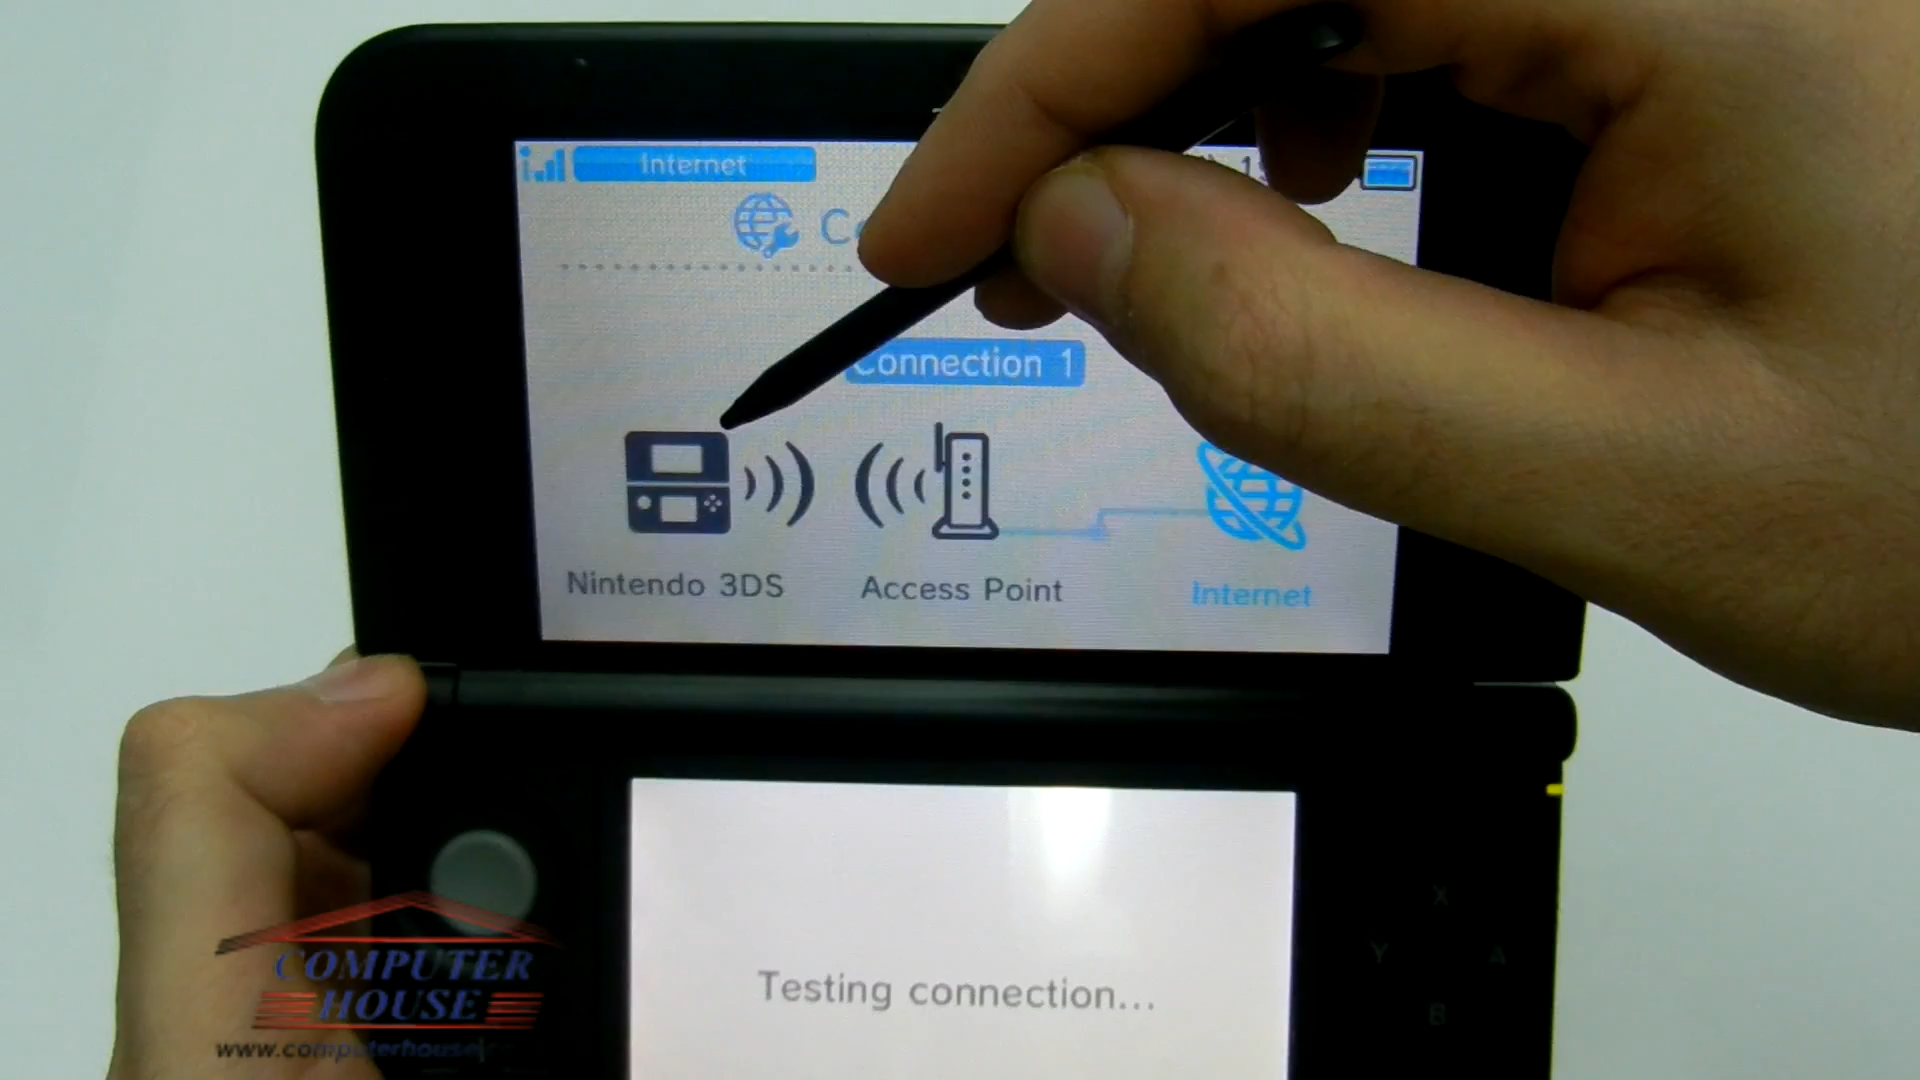 Internet
Connection 1
Nintendo 3DS
Access Point
Internet
Testing connection...
X
Y
A
B
COMPUTER
HOUSE